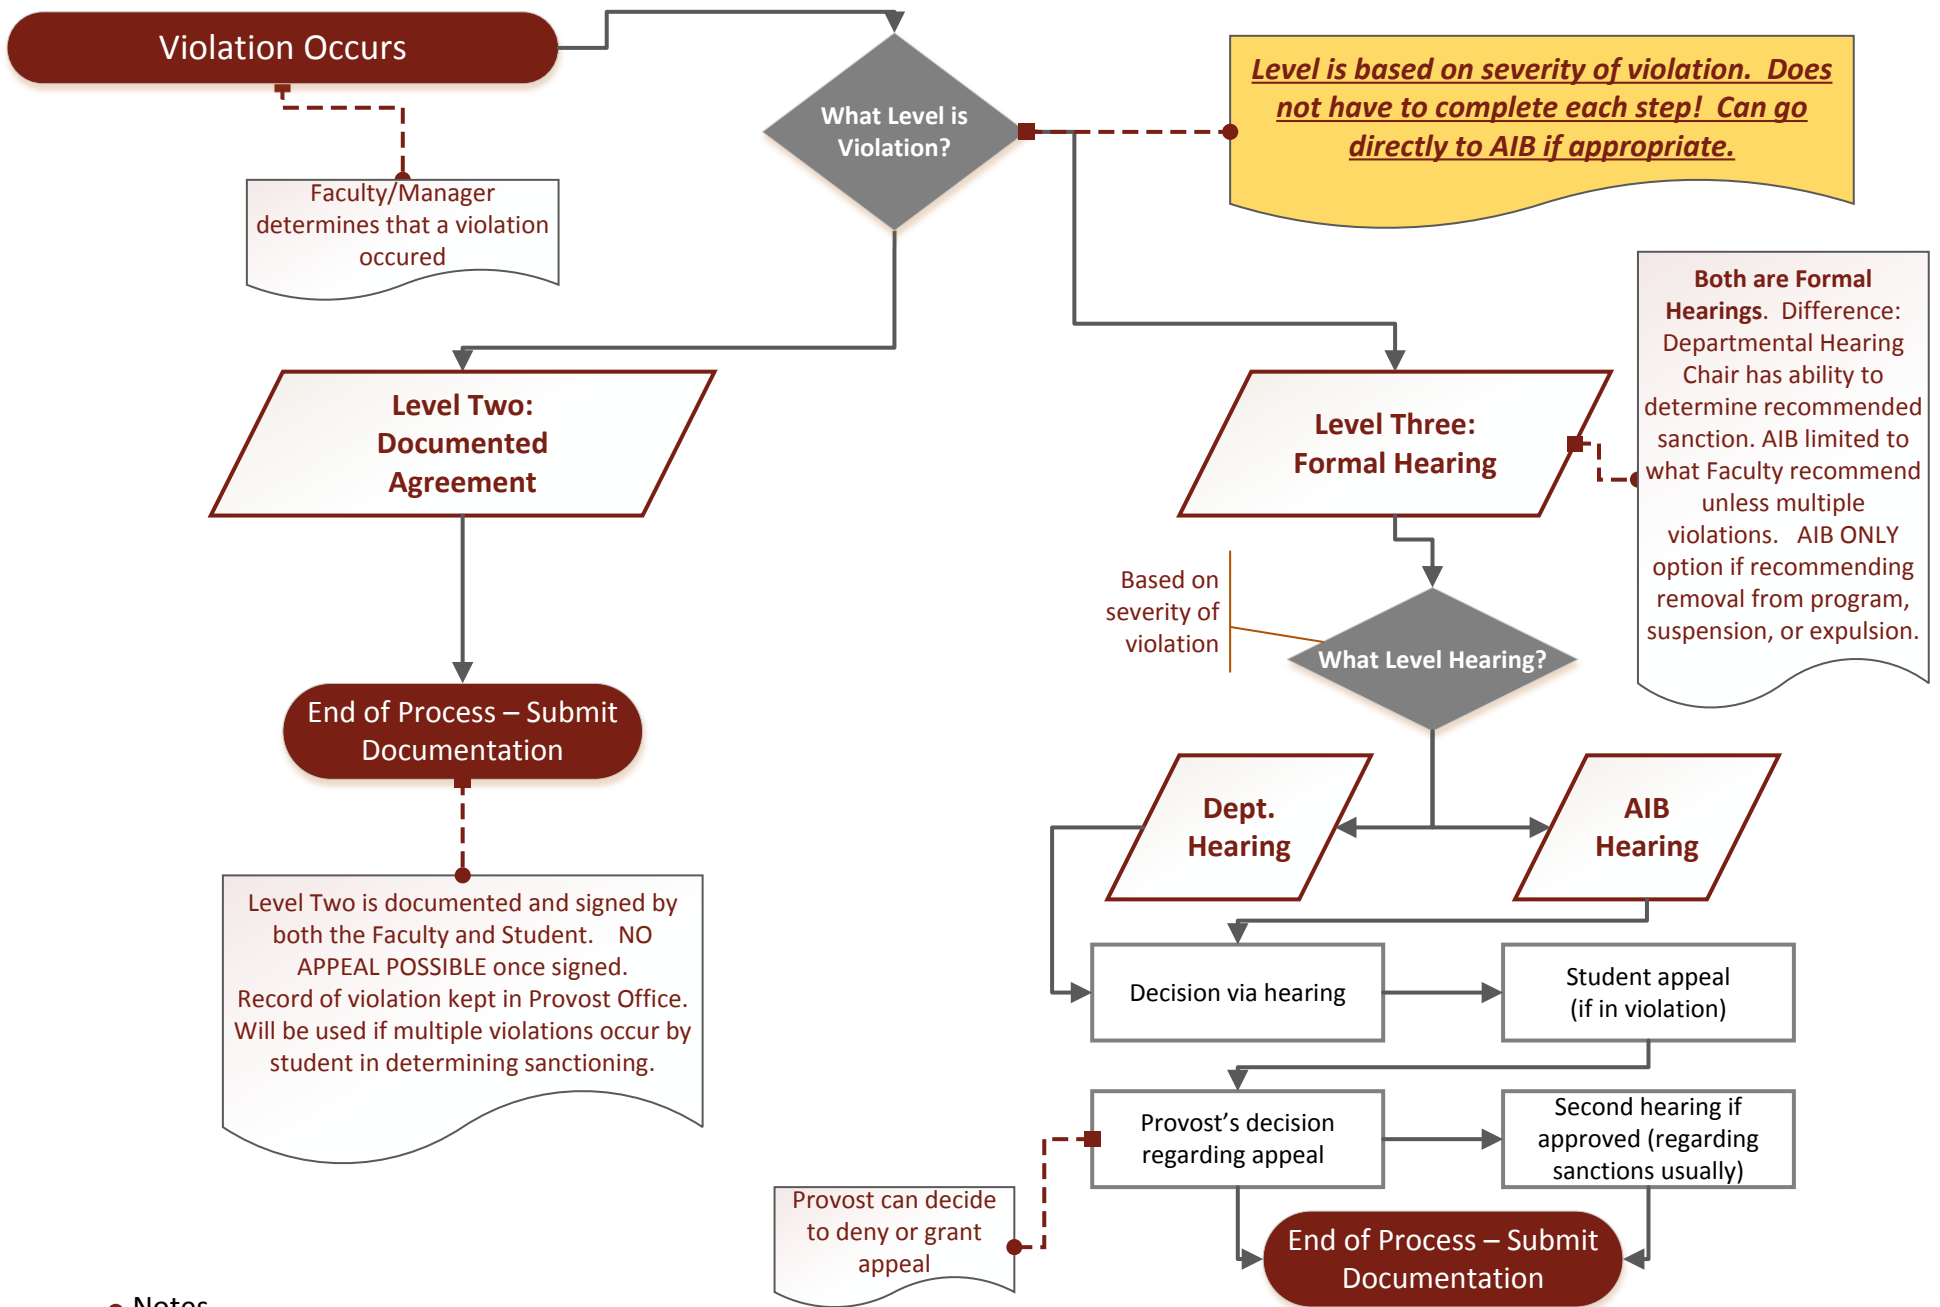 Violation Occurs
What Level is
Violation?
Level is based on severity of violation.  Does
not have to complete each step!  Can go
directly to AIB if appropriate.
Faculty/Manager
determines that a violation
occured
Both are Formal
Hearings.  Difference:
Departmental Hearing
Chair has ability to
determine recommended
sanction. AIB limited to
what Faculty recommend
unless multiple
violations.   AIB ONLY
option if recommending
removal from program,
suspension, or expulsion.
Level Two:
Documented
Agreement
Level Three:
Formal Hearing
Based on
severity of
violation
What Level Hearing?
End of Process – Submit
Documentation
Dept.
Hearing
AIB
Hearing
Level Two is documented and signed by
both the Faculty and Student.    NO
APPEAL POSSIBLE once signed.
Record of violation kept in Provost Office.
Will be used if multiple violations occur by
student in determining sanctioning.
Decision via hearing
Student appeal
(if in violation)
Provost’s decision
regarding appeal
Second hearing if
approved (regarding
sanctions usually)
Provost can decide
to deny or grant
appeal
End of Process – Submit
Documentation
Notes